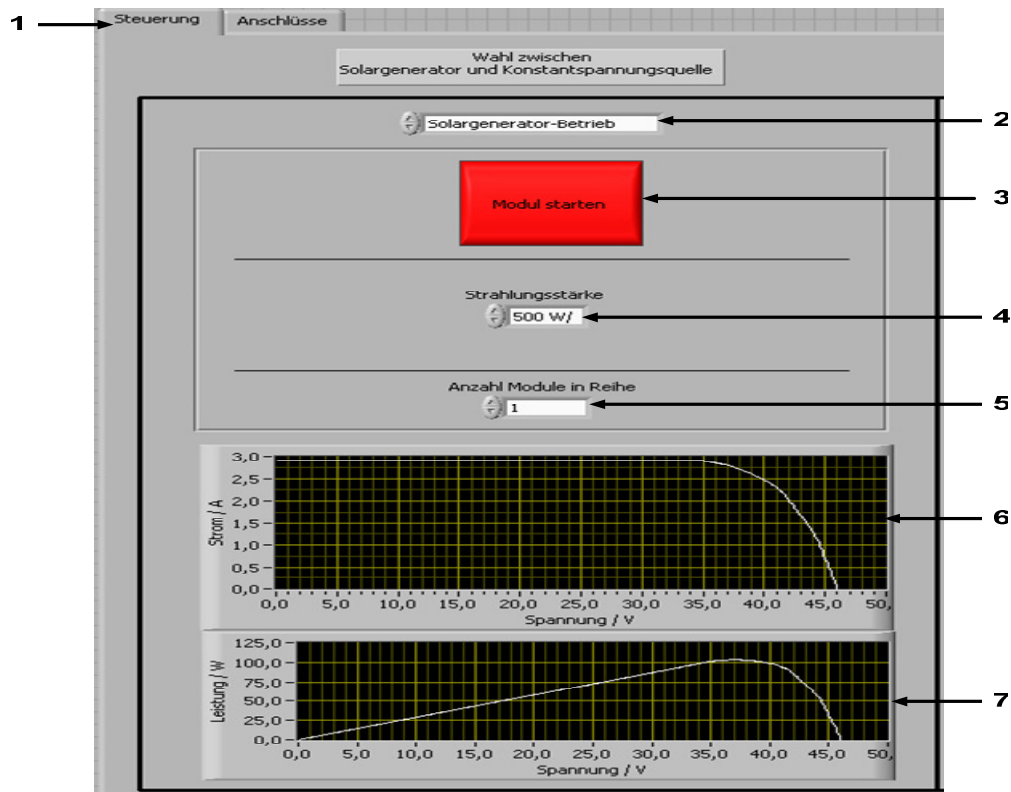 1
Steuerung Anschlüsse
Wahl zwischen
Solargenerator und Konstantspannungsquelle
Solargenerator-Betrieb
2
Modul starten
3
Strahlungsstärke
500 W/
4
Anzahl Module in Reihe
1
5
Strom / A
3,0
2,5
2,0
1,5
1,0
0,5
0,0
0,0 5,0 10,0 15,0 20,0 25,0 30,0 35,0 40,0 45,0 50,
Spannung / V
6
Leistung / W
125,0
100,0
75,0
50,0
25,0
0,0
0,0 5,0 10,0 15,0 20,0 25,0 30,0 35,0 40,0 45,0 50,
Spannung / V
7